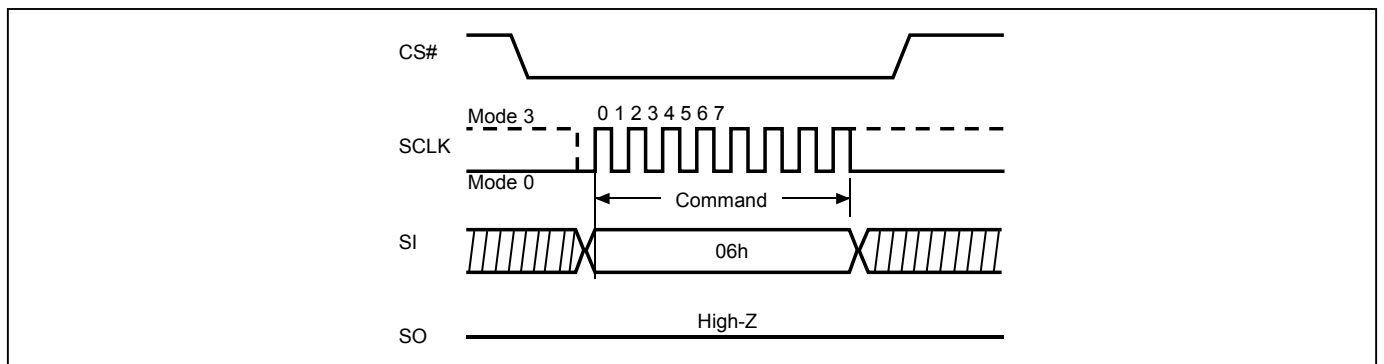 CS#
Mode 3
0 1 2 3 4 5 6 7
SCLK
Mode 0
Command
SI
06h
High-Z
SO